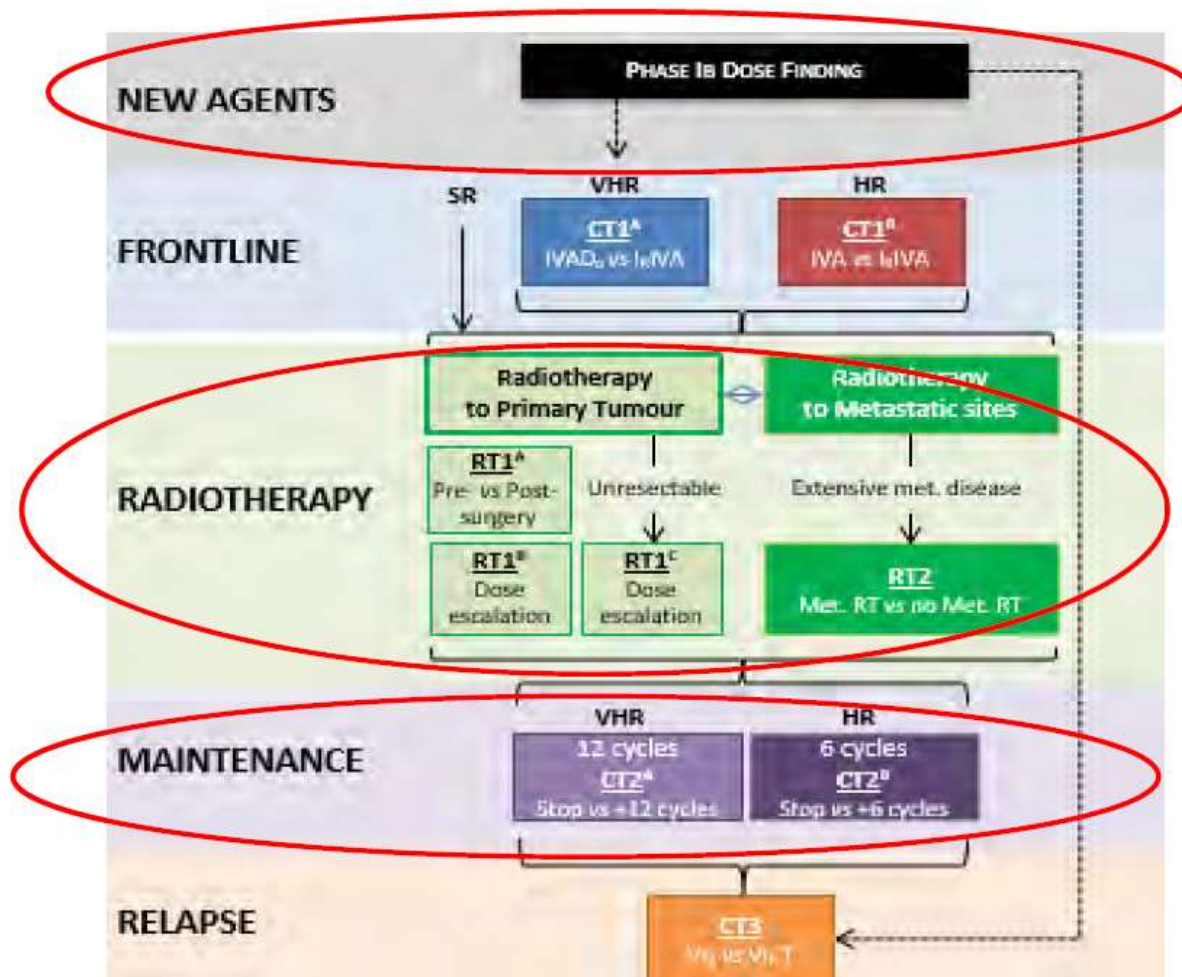 PHASE IB DOSE FINDING
NEW AGENTS
SR
VHR
HR
FRONTLINE
CT1ᴬ
IVADₒ vs IᵣIVA
CT1ᴮ
IVA vs IᵣIVA
Radiotherapy
to Primary Tumour
Radiotherapy
to Metastatic sites
RADIOTHERAPY
RT1ᴬ
Pre- vs Post-
surgery
Unresectable
Extensive met. disease
RT1ᴮ
Dose
escalation
RT1ᶜ
Dose
escalation
RT2
Met. RT vs no Met. RT
MAINTENANCE
VHR
HR
12 cycles
CT2ᴬ
Stop vs +12 cycles
6 cycles
CT2ᴮ
Stop vs +6 cycles
RELAPSE
CT3
vs